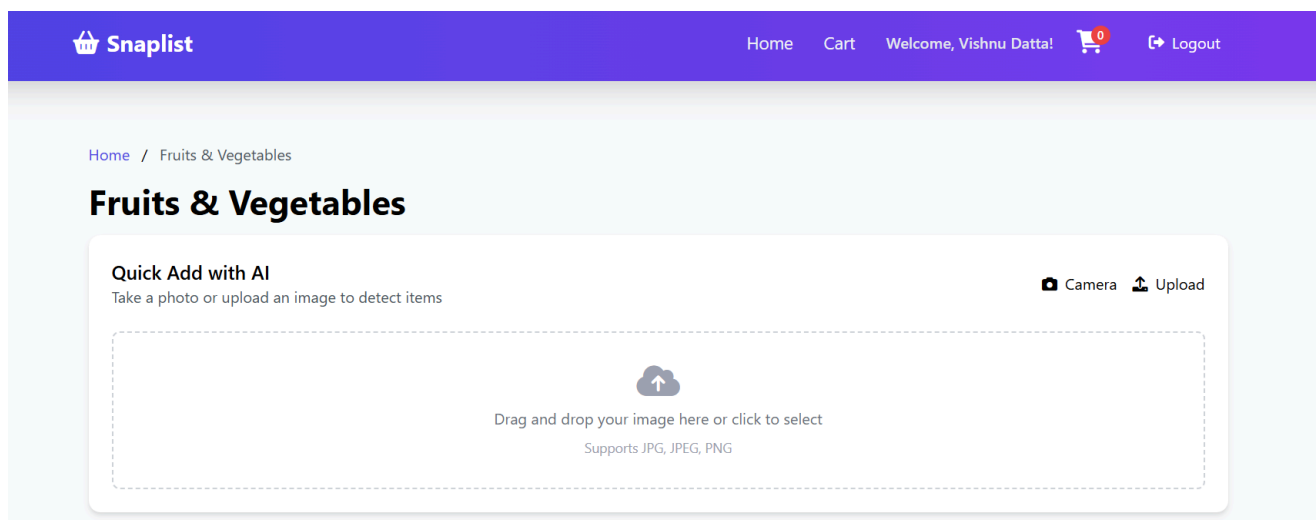 Snaplist
Home Cart Welcome, Vishnu Datta! 0 Logout
Home / Fruits & Vegetables
Fruits & Vegetables
Quick Add with AI
Take a photo or upload an image to detect items
Camera Upload
Drag and drop your image here or click to select
Supports JPG, JPEG, PNG